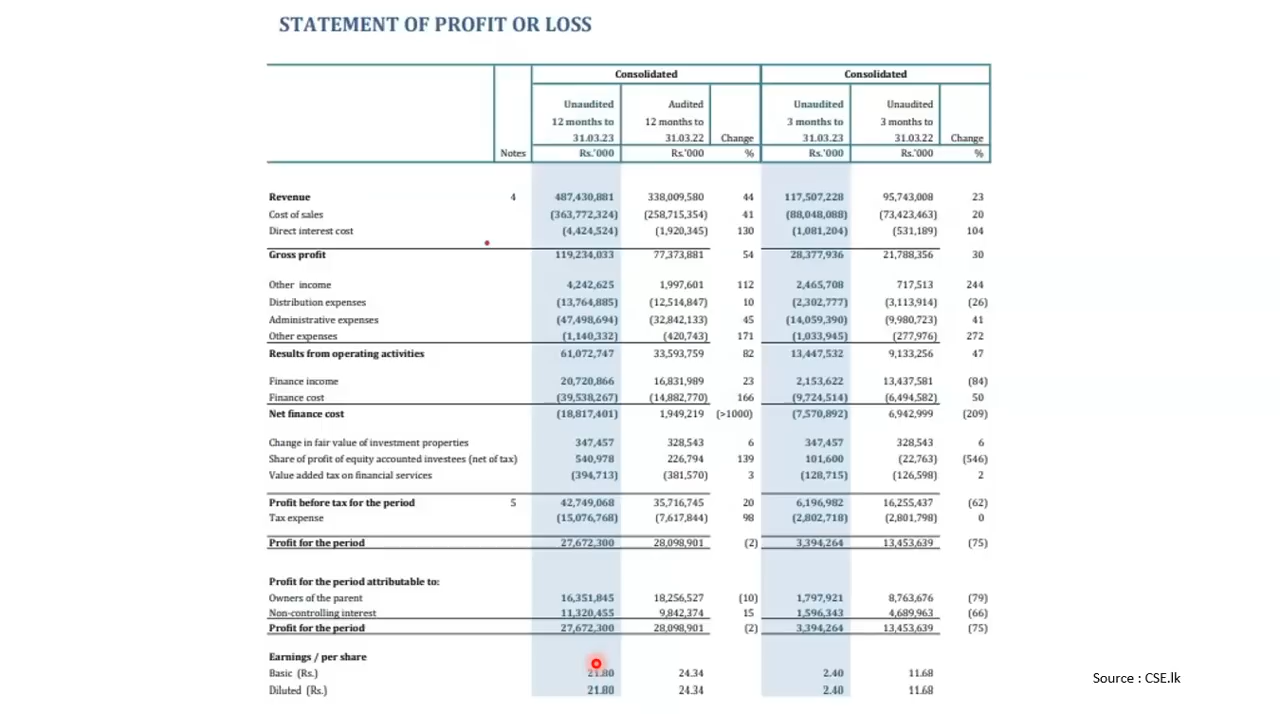 STATEMENT OF PROFIT OR LOSS
Consolidated Consolidated
Unaudited Audited Unaudited Unaudited
12 months to 12 months to 3 months to 3 months to
31.03.23 31.03.22 Change 31.03.23 31.03.22 Change
Notes Rs.'000 Rs.'000 % Rs.'000 Rs.'000 %
Revenue 4 487,430,881 338,009,580 44 117,507,228 95,743,008 23
Cost of sales (363,772,324) (258,715,354) 41 (88,048,088) (73,423,463) 20
Direct interest cost (4,424,524) (1,920,345) 130 (1,081,204) (531,189) 104
Gross profit 119,234,033 77,373,881 54 28,377,936 21,788,356 30
Other income 4,242,625 1,997,601 112 2,465,708 717,513 244
Distribution expenses (13,764,885) (12,514,847) 10 (2,302,777) (3,113,914) (26)
Administrative expenses (47,498,694) (32,842,133) 45 (14,059,390) (9,980,723) 41
Other expenses (1,140,332) (420,743) 171 (1,033,945) (277,976) 272
Results from operating activities 61,072,747 33,593,759 82 13,447,532 9,133,256 47
Finance income 20,720,866 16,831,989 23 2,153,622 13,437,581 (84)
Finance cost (39,538,267) (14,882,770) 166 (9,724,514) (6,494,582) 50
Net finance cost (18,817,401) 1,949,219 (>1000) (7,570,892) 6,942,999 (209)
Change in fair value of investment properties 347,457 328,543 6 347,457 328,543 6
Share of profit of equity accounted investees (net of tax) 540,978 226,794 139 101,600 (22,763) (546)
Value added tax on financial services (394,713) (381,570) 3 (128,715) (126,598) 2
Profit before tax for the period 5 42,749,068 35,716,745 20 6,196,982 16,255,437 (62)
Tax expense (15,076,768) (7,617,844) 98 (2,802,718) (2,801,798) 0
Profit for the period 27,672,300 28,098,901 (2) 3,394,264 13,453,639 (75)
Profit for the period attributable to:
Owners of the parent 16,351,845 18,256,527 (10) 1,797,921 8,763,676 (79)
Non-controlling interest 11,320,455 9,842,374 15 1,596,343 4,689,963 (66)
Profit for the period 27,672,300 28,098,901 (2) 3,394,264 13,453,639 (75)
Earnings / per share
Basic (Rs.) 21.80 24.34 2.40 11.68
Diluted (Rs.) 21.80 24.34 2.40 11.68
Source : CSE.lk